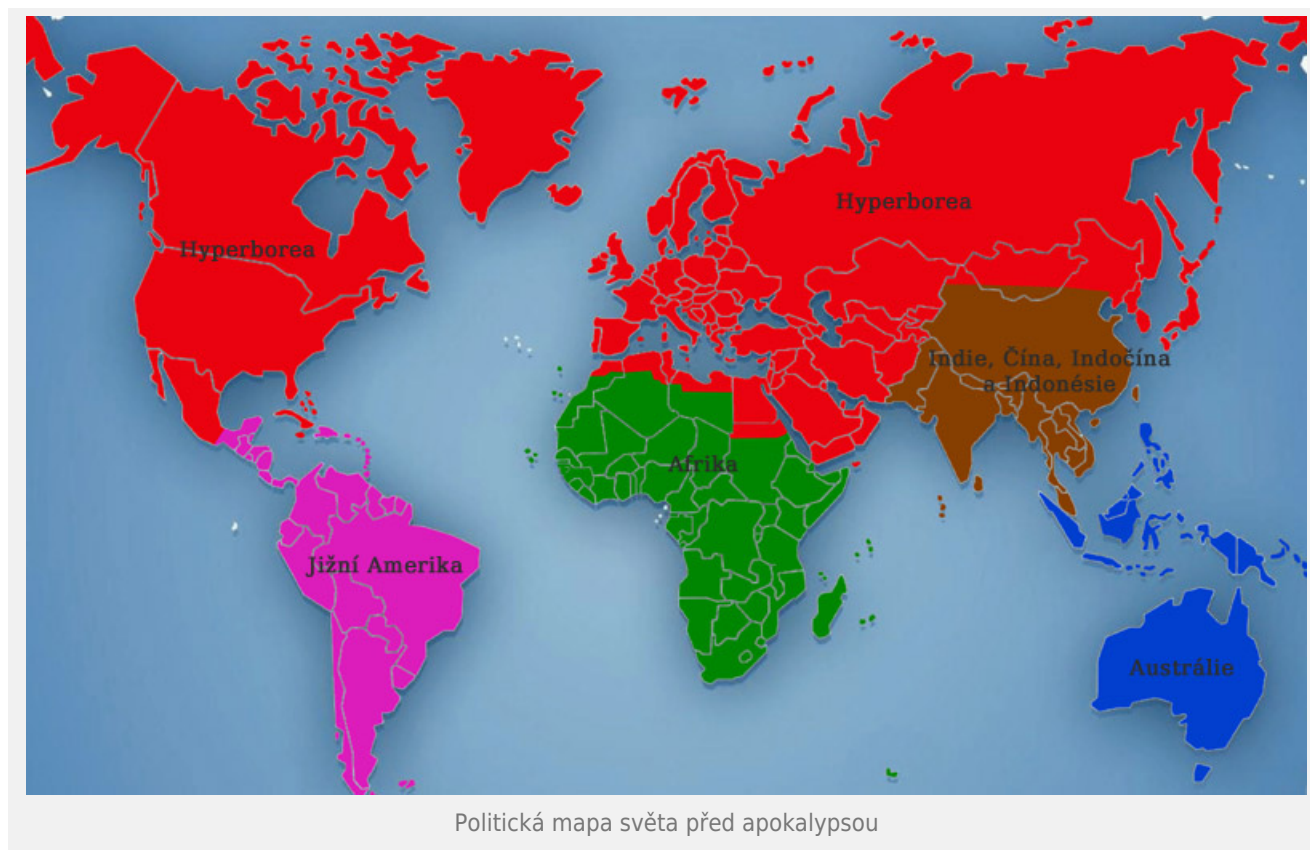 Hyperborea
Hyperborea
Indie, Čína, Indočína
a Indonésie
Afrika
Jižní Amerika
Austrálie
Politická mapa světa před apokalypsou